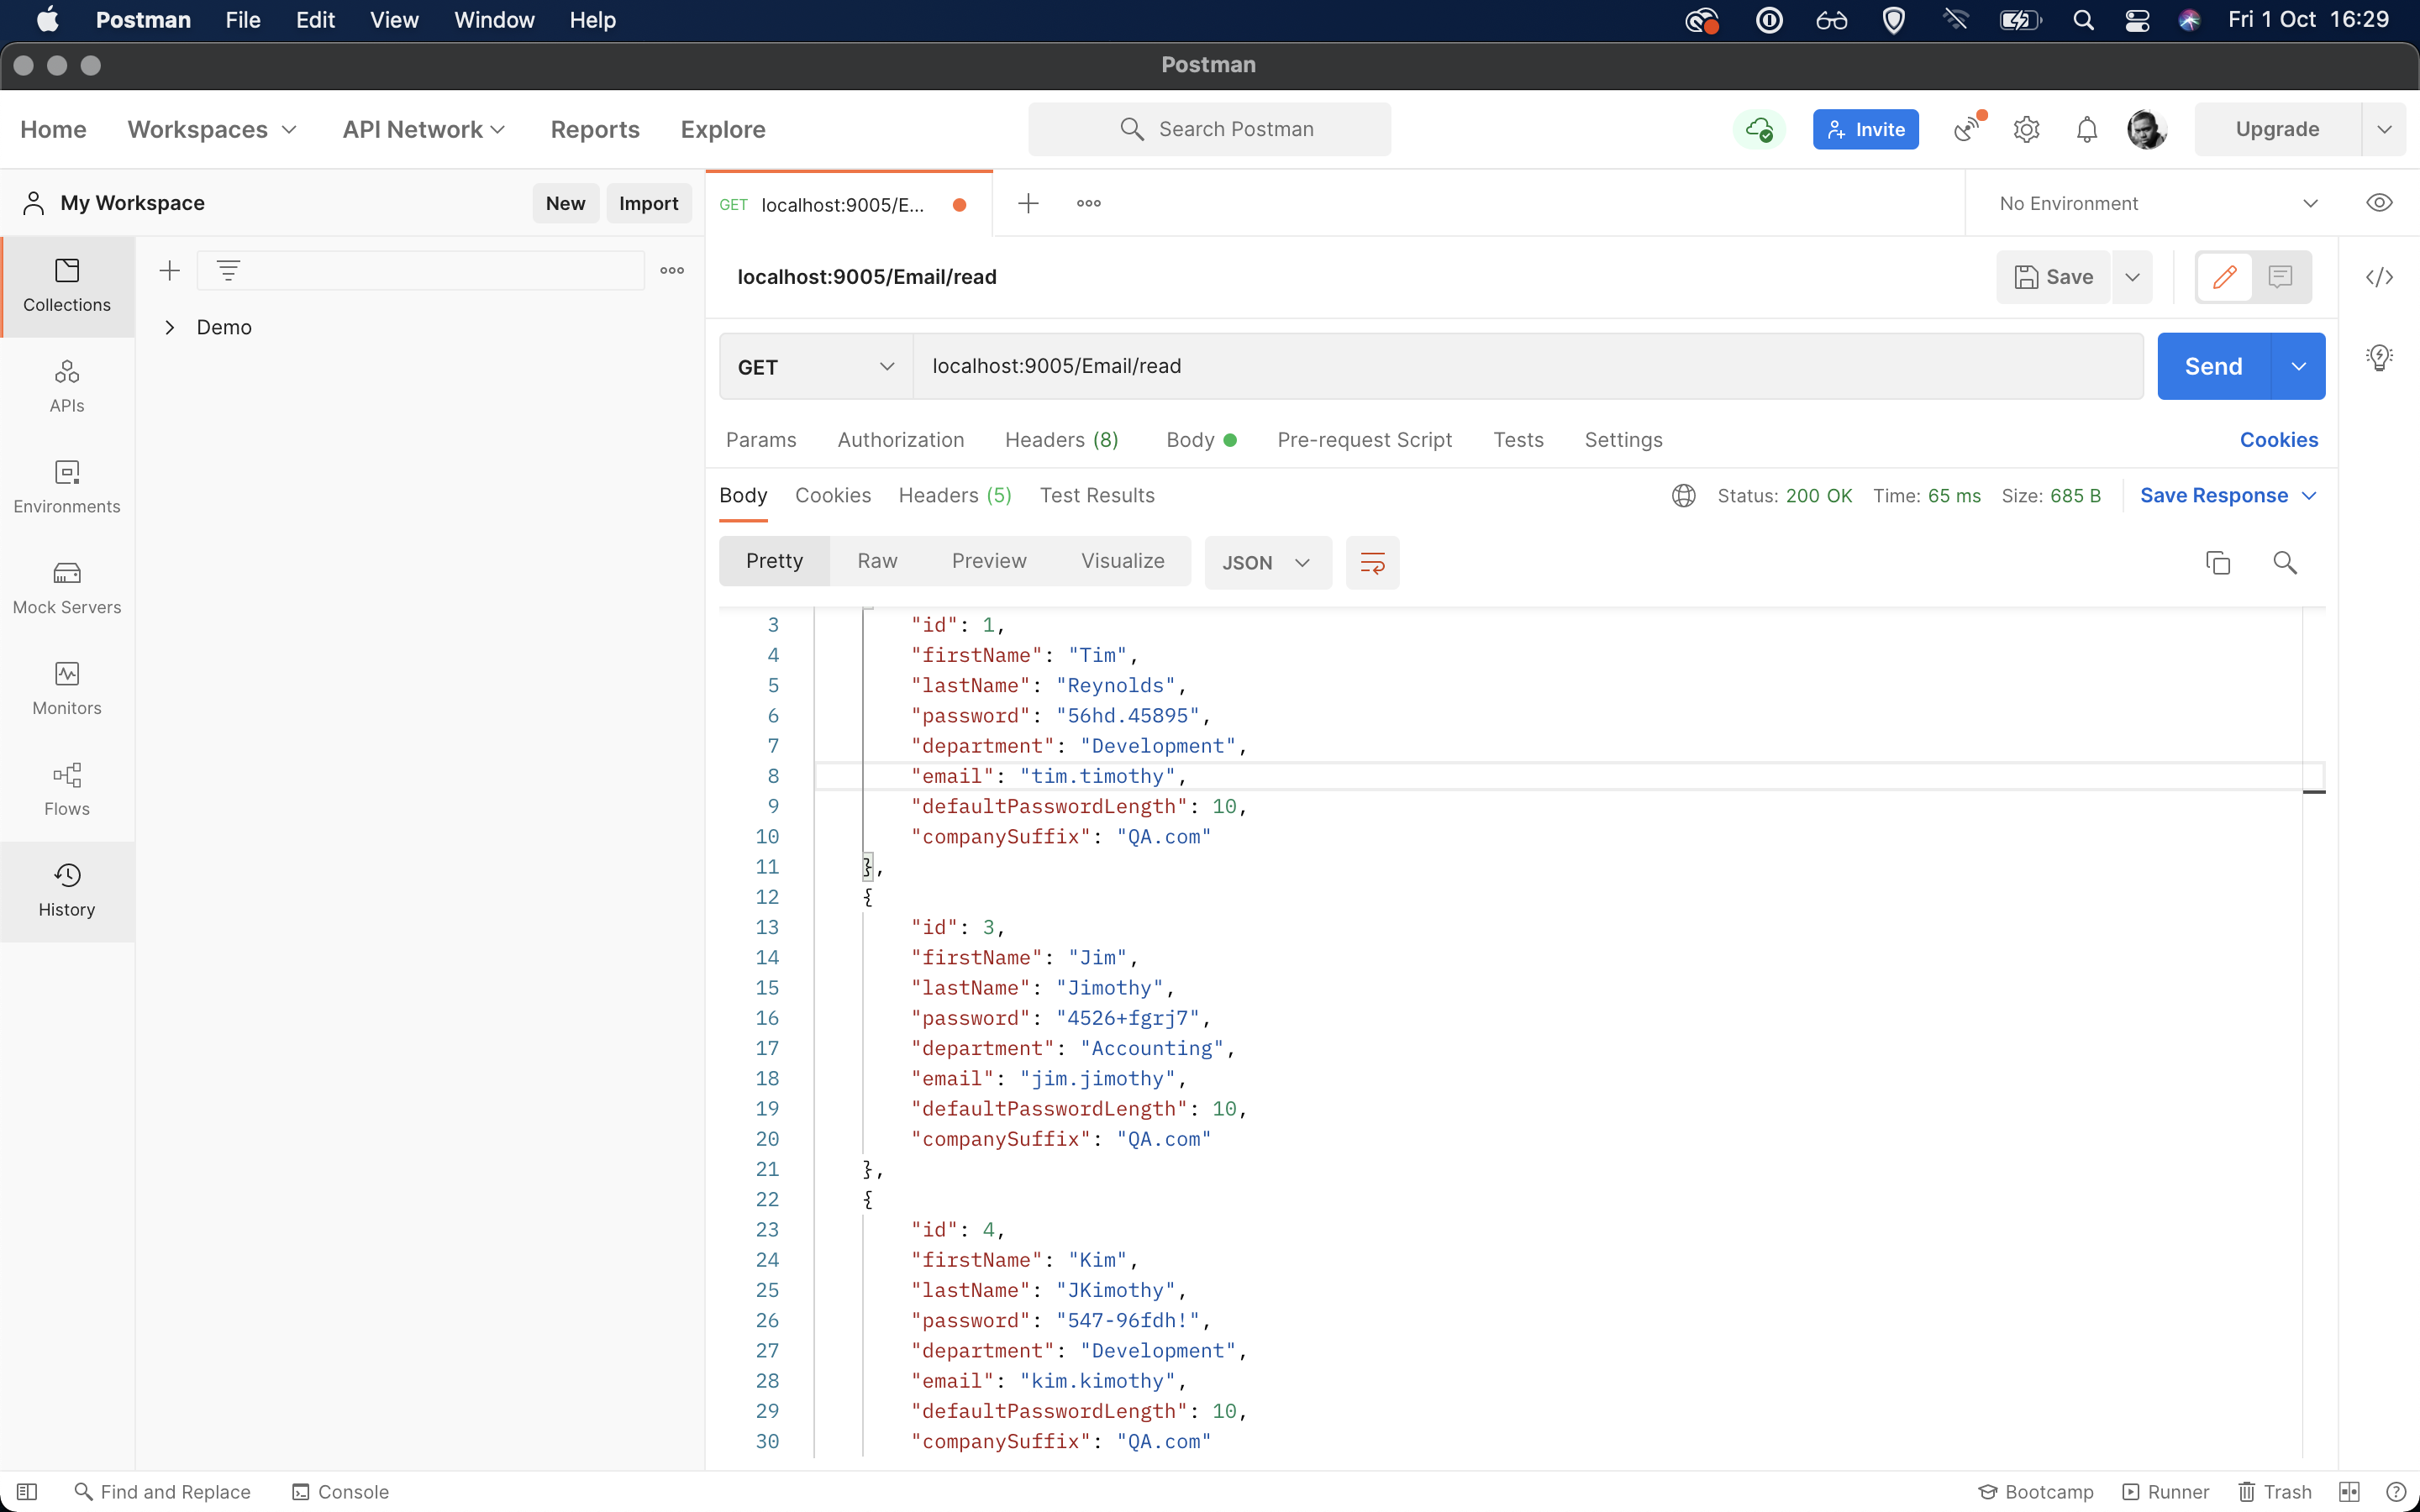 Postman File Edit View Window Help Fri 1 Oct 16:29
Postman
Home Workspaces API Network Reports Explore Search Postman Invite Upgrade
My Workspace New Import GET localhost:9005/E... No Environment
Collections
Demo
APIs
Environments
Mock Servers
Monitors
Flows
History
localhost:9005/Email/read Save
GET localhost:9005/Email/read Send
Params Authorization Headers (8) Body Pre-request Script Tests Settings Cookies
Body Cookies Headers (5) Test Results Status: 200 OK Time: 65 ms Size: 685 B Save Response
Pretty Raw Preview Visualize JSON
3 "id": 1,
4 "firstName": "Tim",
5 "lastName": "Reynolds",
6 "password": "56hd.45895",
7 "department": "Development",
8 "email": "tim.timothy",
9 "defaultPasswordLength": 10,
10 "companySuffix": "QA.com"
11 },
12 {
13 "id": 3,
14 "firstName": "Jim",
15 "lastName": "Jimothy",
16 "password": "4526+fgrj7",
17 "department": "Accounting",
18 "email": "jim.jimothy",
19 "defaultPasswordLength": 10,
20 "companySuffix": "QA.com"
21 },
22 {
23 "id": 4,
24 "firstName": "Kim",
25 "lastName": "JKimothy",
26 "password": "547-96fdh!",
27 "department": "Development",
28 "email": "kim.kimothy",
29 "defaultPasswordLength": 10,
30 "companySuffix": "QA.com"
Find and Replace Console Bootcamp Runner Trash